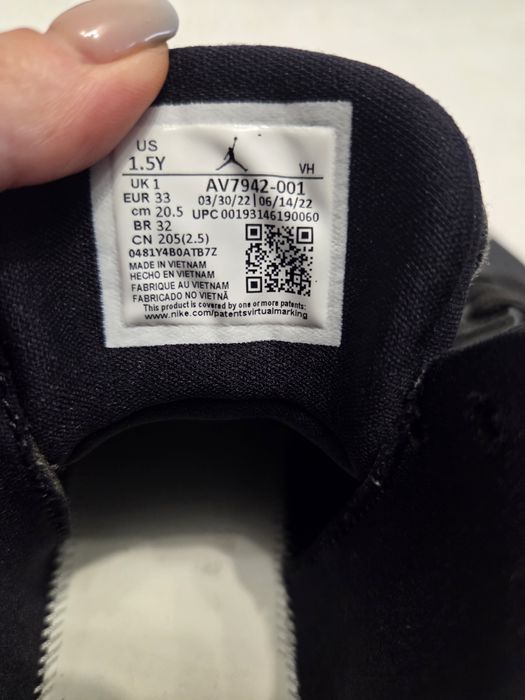 US
1.5Y
VH
UK 1
AV7942-001
EUR 33
03/30/22 | 06/14/22
cm 20.5
UPC 00193146190060
BR 32
CN 205(2.5)
0481Y4B0ATB7Z
MADE IN VIETNAM
HECHO EN VIETNAM
FABRIQUE AU VIETNAM
FABRICADO NO VIETNÃ
This product is covered by one or more patents:
www.nike.com/patentsvirtualmarking